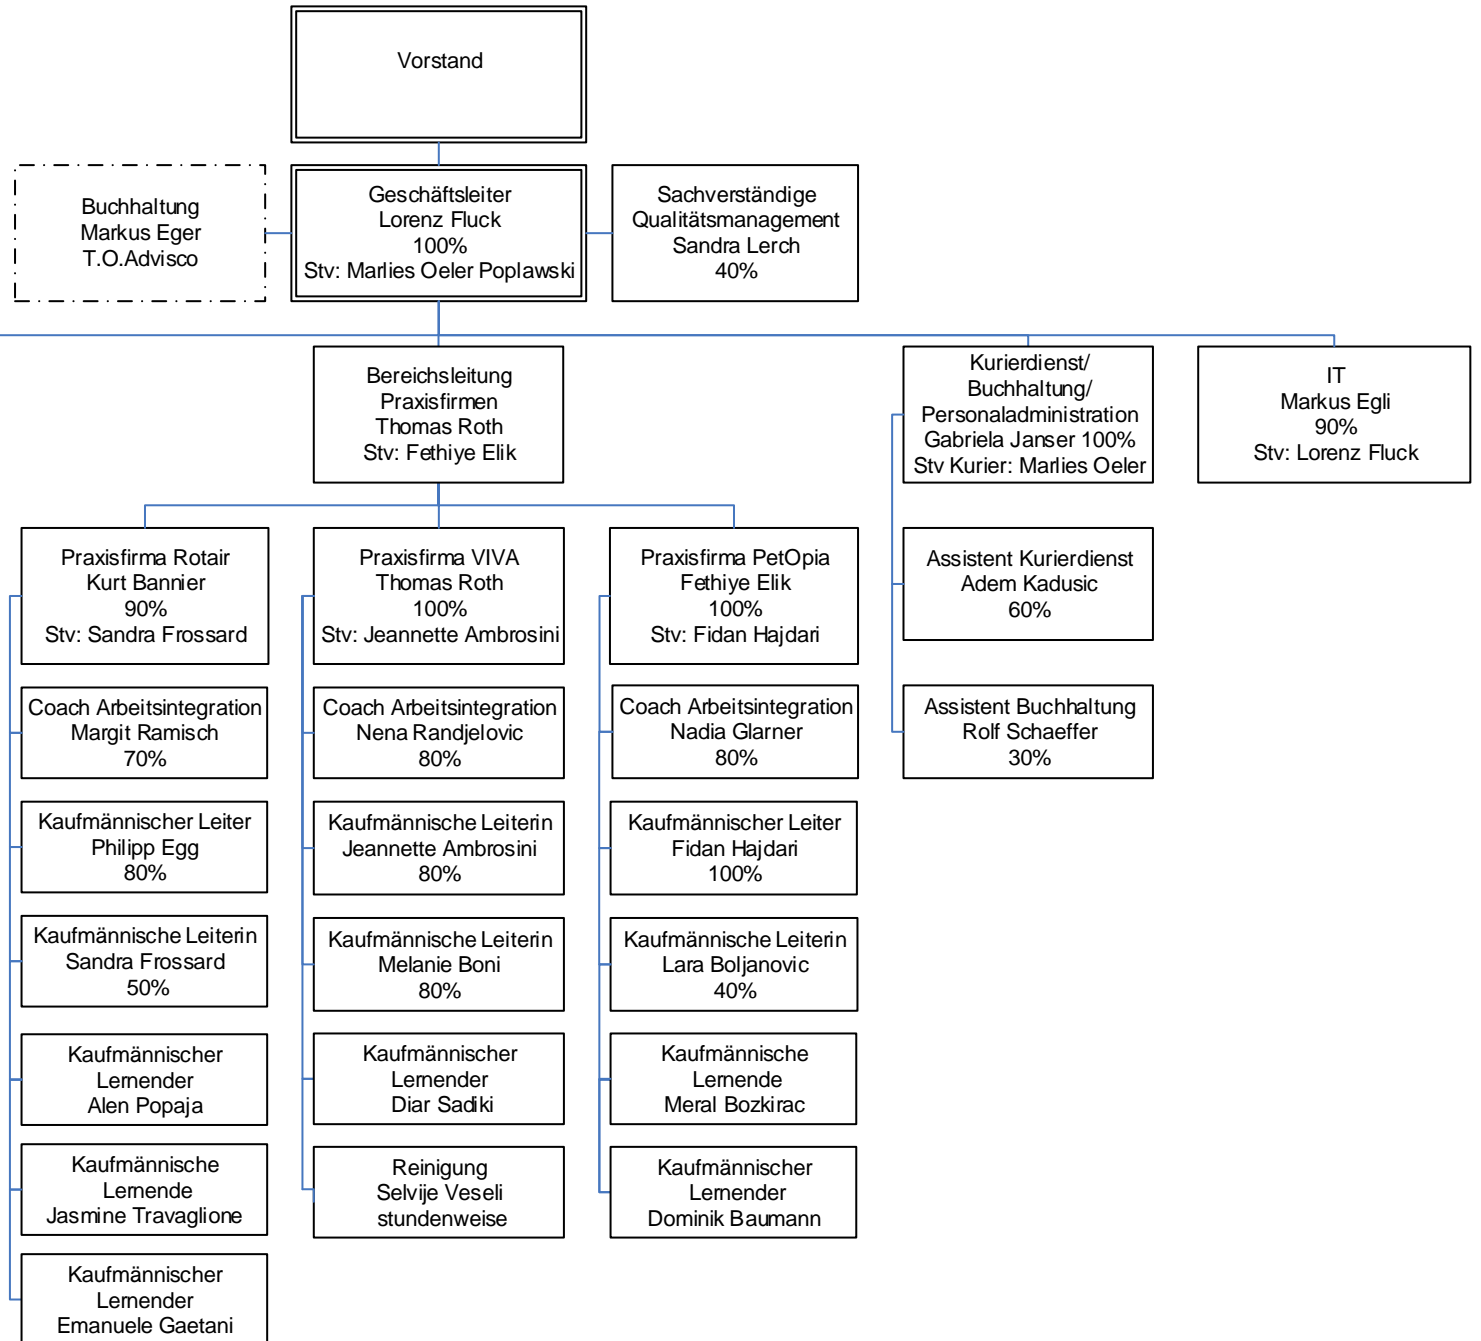 Vorstand
Buchhaltung
Markus Eger
T.O.Advisco
Geschäftsleiter
Lorenz Fluck
100%
Stv: Marlies Oeler Poplawski
Sachverständige
Qualitätsmanagement
Sandra Lerch
40%
Bereichsleitung
Praxisfirmen
Thomas Roth
Stv: Fethiye Elik
Kurierdienst/
Buchhaltung/
Personaladministration
Gabriela Janser 100%
Stv Kurier: Marlies Oeler
IT
Markus Egli
90%
Stv: Lorenz Fluck
Praxisfirma Rotair
Kurt Bannier
90%
Stv: Sandra Frossard
Praxisfirma VIVA
Thomas Roth
100%
Stv: Jeannette Ambrosini
Praxisfirma PetOpia
Fethiye Elik
100%
Stv: Fidan Hajdari
Assistent Kurierdienst
Adem Kadusic
60%
Coach Arbeitsintegration
Margit Ramisch
70%
Coach Arbeitsintegration
Nena Randjelovic
80%
Coach Arbeitsintegration
Nadia Glarner
80%
Assistent Buchhaltung
Rolf Schaeffer
30%
Kaufmännischer Leiter
Philipp Egg
80%
Kaufmännische Leiterin
Jeannette Ambrosini
80%
Kaufmännischer Leiter
Fidan Hajdari
100%
Kaufmännische Leiterin
Sandra Frossard
50%
Kaufmännische Leiterin
Melanie Boni
80%
Kaufmännische Leiterin
Lara Boljanovic
40%
Kaufmännischer
Lernender
Alen Popaja
Kaufmännischer
Lernender
Diar Sadiki
Kaufmännische
Lernende
Meral Bozkirac
Kaufmännische
Lernende
Jasmine Travaglione
Reinigung
Selvije Veseli
stundenweise
Kaufmännischer
Lernender
Dominik Baumann
Kaufmännischer
Lernender
Emanuele Gaetani